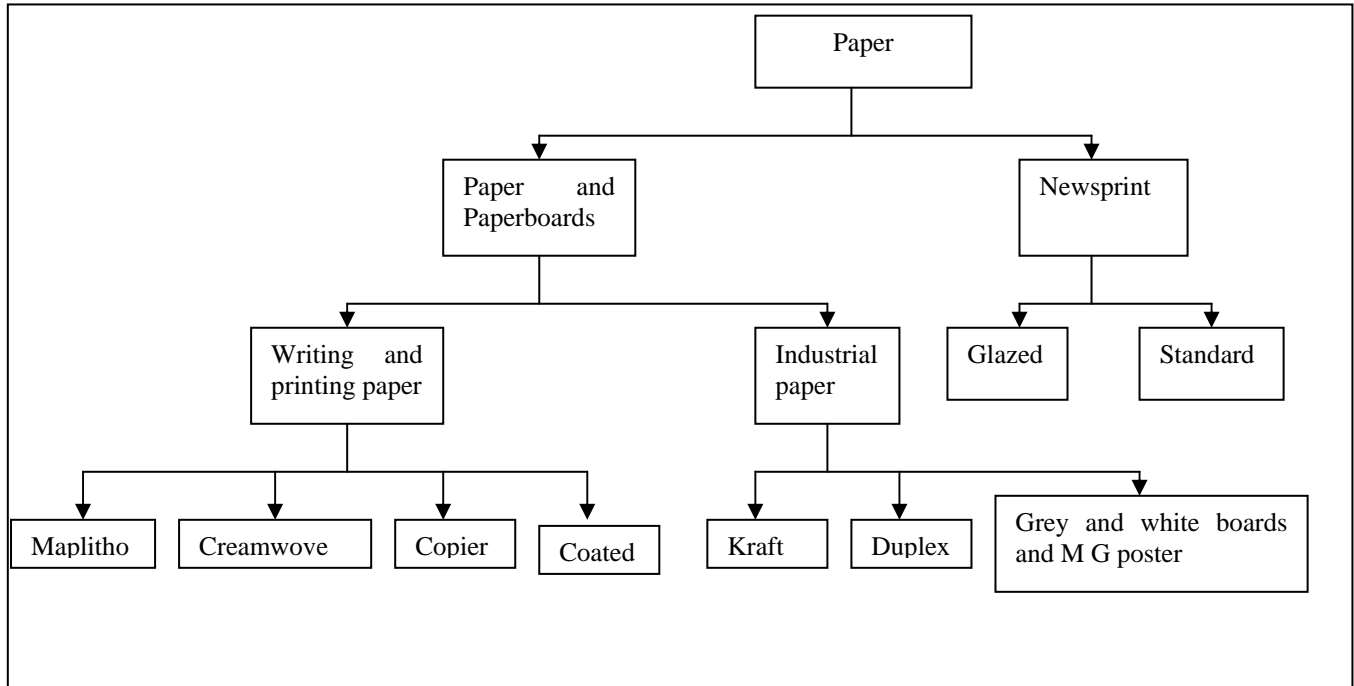 Paper
Paper and
Paperboards
Newsprint
Writing and
printing paper
Industrial
paper
Glazed
Standard
Maplitho
Creamwove
Copier
Coated
Kraft
Duplex
Grey and white boards
and M G poster